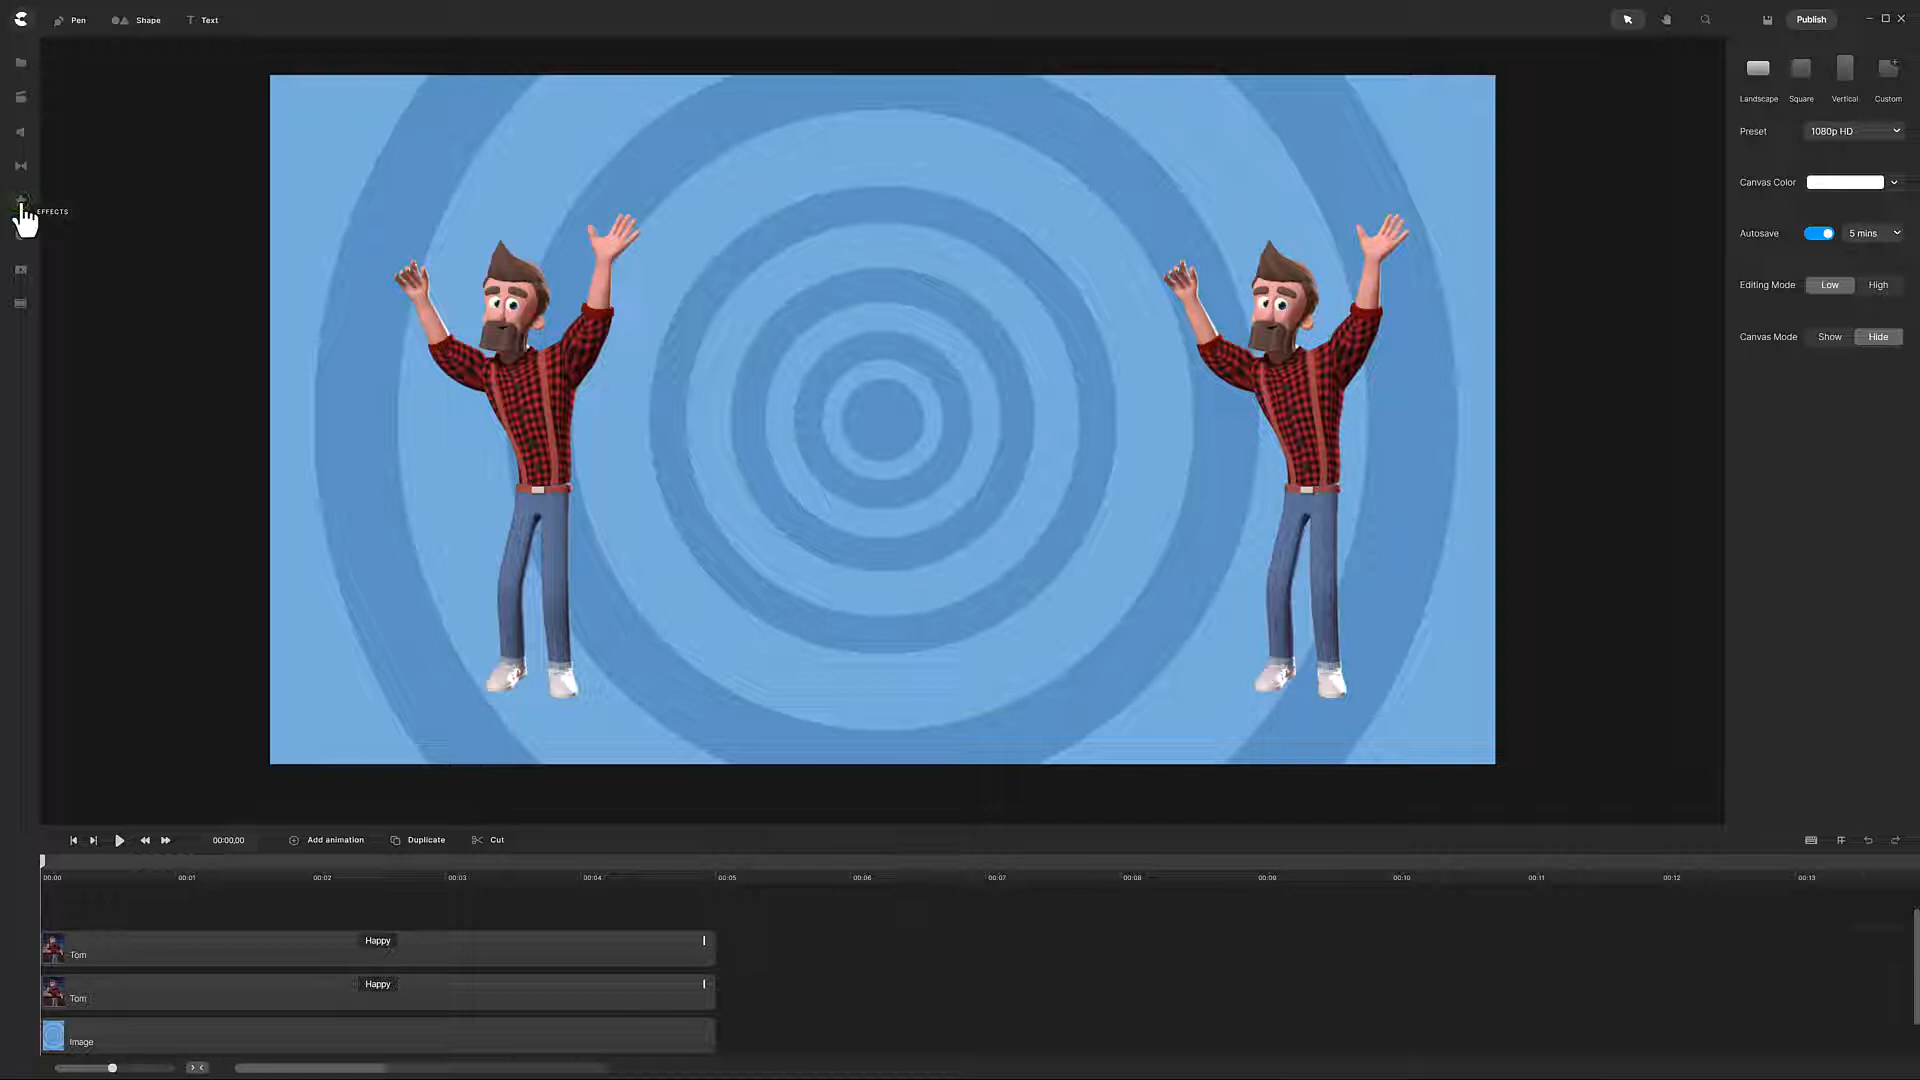 Pen Shape Text Publish
EFFECTS
Landscape Square Vertical Custom
Preset 1080p HD
Canvas Color
Autosave 5 mins
Editing Mode Low High
Canvas Mode Show Hide
00:00,00 Add animation Duplicate Cut
00:00 00:01 00:02 00:03 00:04 00:05 00:06 00:07 00:08 00:09 00:10 00:11 00:12 00:13
Happy
Tom
Happy
Tom
Image